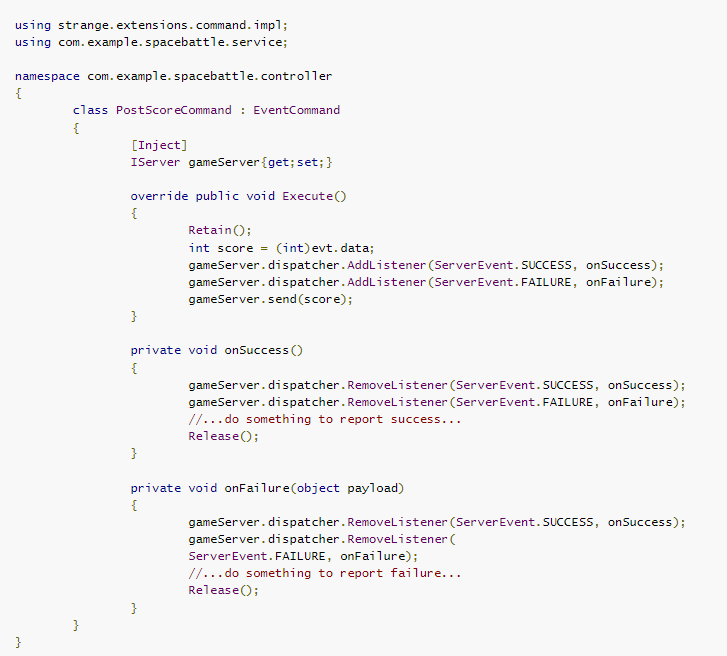 using strange.extensions.command.impl;
using com.example.spacebattle.service;

namespace com.example.spacebattle.controller
{
        class PostScoreCommand : EventCommand
        {
                [Inject]
                IServer gameServer{get;set;}

                override public void Execute()
                {
                        Retain();
                        int score = (int)evt.data;
                        gameServer.dispatcher.AddListener(ServerEvent.SUCCESS, onSuccess);
                        gameServer.dispatcher.AddListener(ServerEvent.FAILURE, onFailure);
                        gameServer.send(score);
                }

                private void onSuccess()
                {
                        gameServer.dispatcher.RemoveListener(ServerEvent.SUCCESS, onSuccess);
                        gameServer.dispatcher.RemoveListener(ServerEvent.FAILURE, onFailure);
                        //...do something to report success...
                        Release();
                }

                private void onFailure(object payload)
                {
                        gameServer.dispatcher.RemoveListener(ServerEvent.SUCCESS, onSuccess);
                        gameServer.dispatcher.RemoveListener(
                        ServerEvent.FAILURE, onFailure);
                        //...do something to report failure...
                        Release();
                }
        }
}